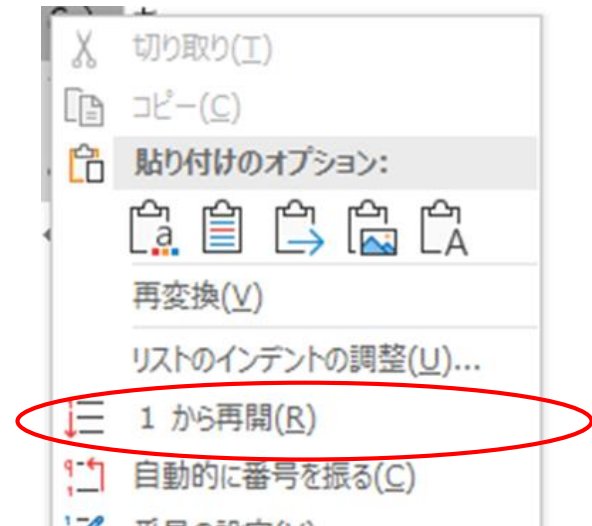 切り取り(T)
コピー(C)
貼り付けのオプション:
再変換(V)
リストのインデントの調整(U)...
1 から再開(R)
自動的に番号を振る(C)